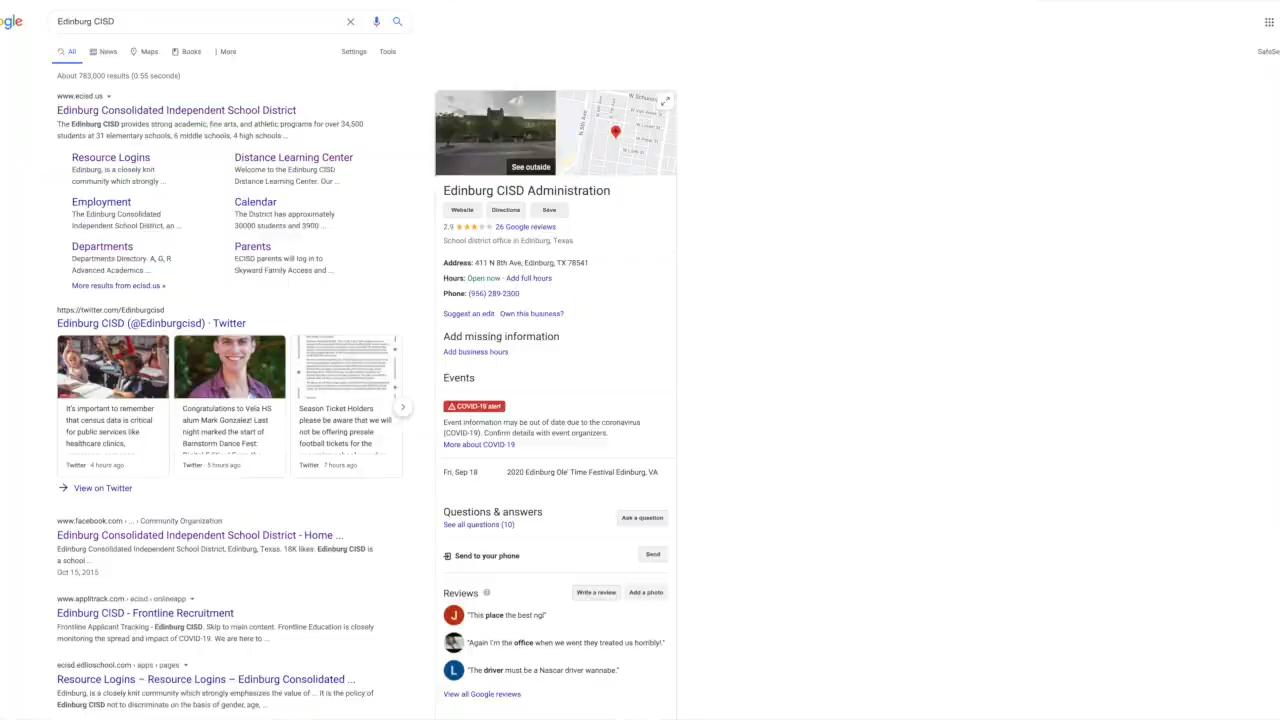 ogle
Edinburg CISD
All News Maps Books More Settings Tools
SafeSe
About 783,000 results (0.55 seconds)
www.ecisd.us
Edinburg Consolidated Independent School District
The Edinburg CISD provides strong academic, fine arts, and athletic programs for over 34,500
students at 31 elementary schools, 6 middle schools, 4 high schools ...
Resource Logins
Edinburg, is a closely knit
community which strongly ...
Distance Learning Center
Welcome to the Edinburg CISD
Distance Learning Center. Our ...
Employment
The Edinburg Consolidated
Independent School District, an ...
Calendar
The District has approximately
30000 students and 3900 ...
Departments
Departments Directory. A, G, R
Advanced Academics ...
Parents
ECISD parents will log in to
Skyward Family Access and ...
More results from ecisd.us »
https://twitter.com/Edinburgcisd
Edinburg CISD (@Edinburgcisd) · Twitter
It's important to remember
that census data is critical
for public services like
healthcare clinics,
Twitter · 4 hours ago
Congratulations to Vela HS
alum Mark Gonzalez! Last
night marked the start of
Barnstorm Dance Fest:
Twitter · 5 hours ago
Season Ticket Holders
please be aware that we will
not be offering presale
football tickets for the
Twitter · 7 hours ago
View on Twitter
www.facebook.com › ... › Community Organization
Edinburg Consolidated Independent School District - Home ...
Edinburg Consolidated Independent School District, Edinburg, Texas. 18K likes. Edinburg CISD is
a school ...
Oct 15, 2015
www.applitrack.com › ecisd › onlineapp
Edinburg CISD - Frontline Recruitment
Frontline Applicant Tracking - Edinburg CISD. Skip to main content. Frontline Education is closely
monitoring the spread and impact of COVID-19. We are here to ...
ecisd.edlioschool.com › apps › pages
Resource Logins – Resource Logins – Edinburg Consolidated ...
Edinburg, is a closely knit community which strongly emphasizes the value of ... It is the policy of
Edinburg CISD not to discriminate on the basis of gender, age, ...
See outside
N 5th Ave
Edinburg CISD Administration
Website Directions Save
2.9 26 Google reviews
School district office in Edinburg, Texas
Address: 411 N 8th Ave, Edinburg, TX 78541
Hours: Open now · Add full hours
Phone: (956) 289-2300
Suggest an edit · Own this business?
Add missing information
Add business hours
Events
COVID-19 alert
Event information may be out of date due to the coronavirus
(COVID-19). Confirm details with event organizers.
More about COVID-19
Fri, Sep 18 2020 Edinburg Ole' Time Festival Edinburg, VA
Questions & answers
See all questions (10)
Ask a question
Send to your phone Send
Reviews Write a review Add a photo
J "This place the best ngl"
"Again I'm the office when we went they treated us horribly!."
L "The driver must be a Nascar driver wannabe."
View all Google reviews